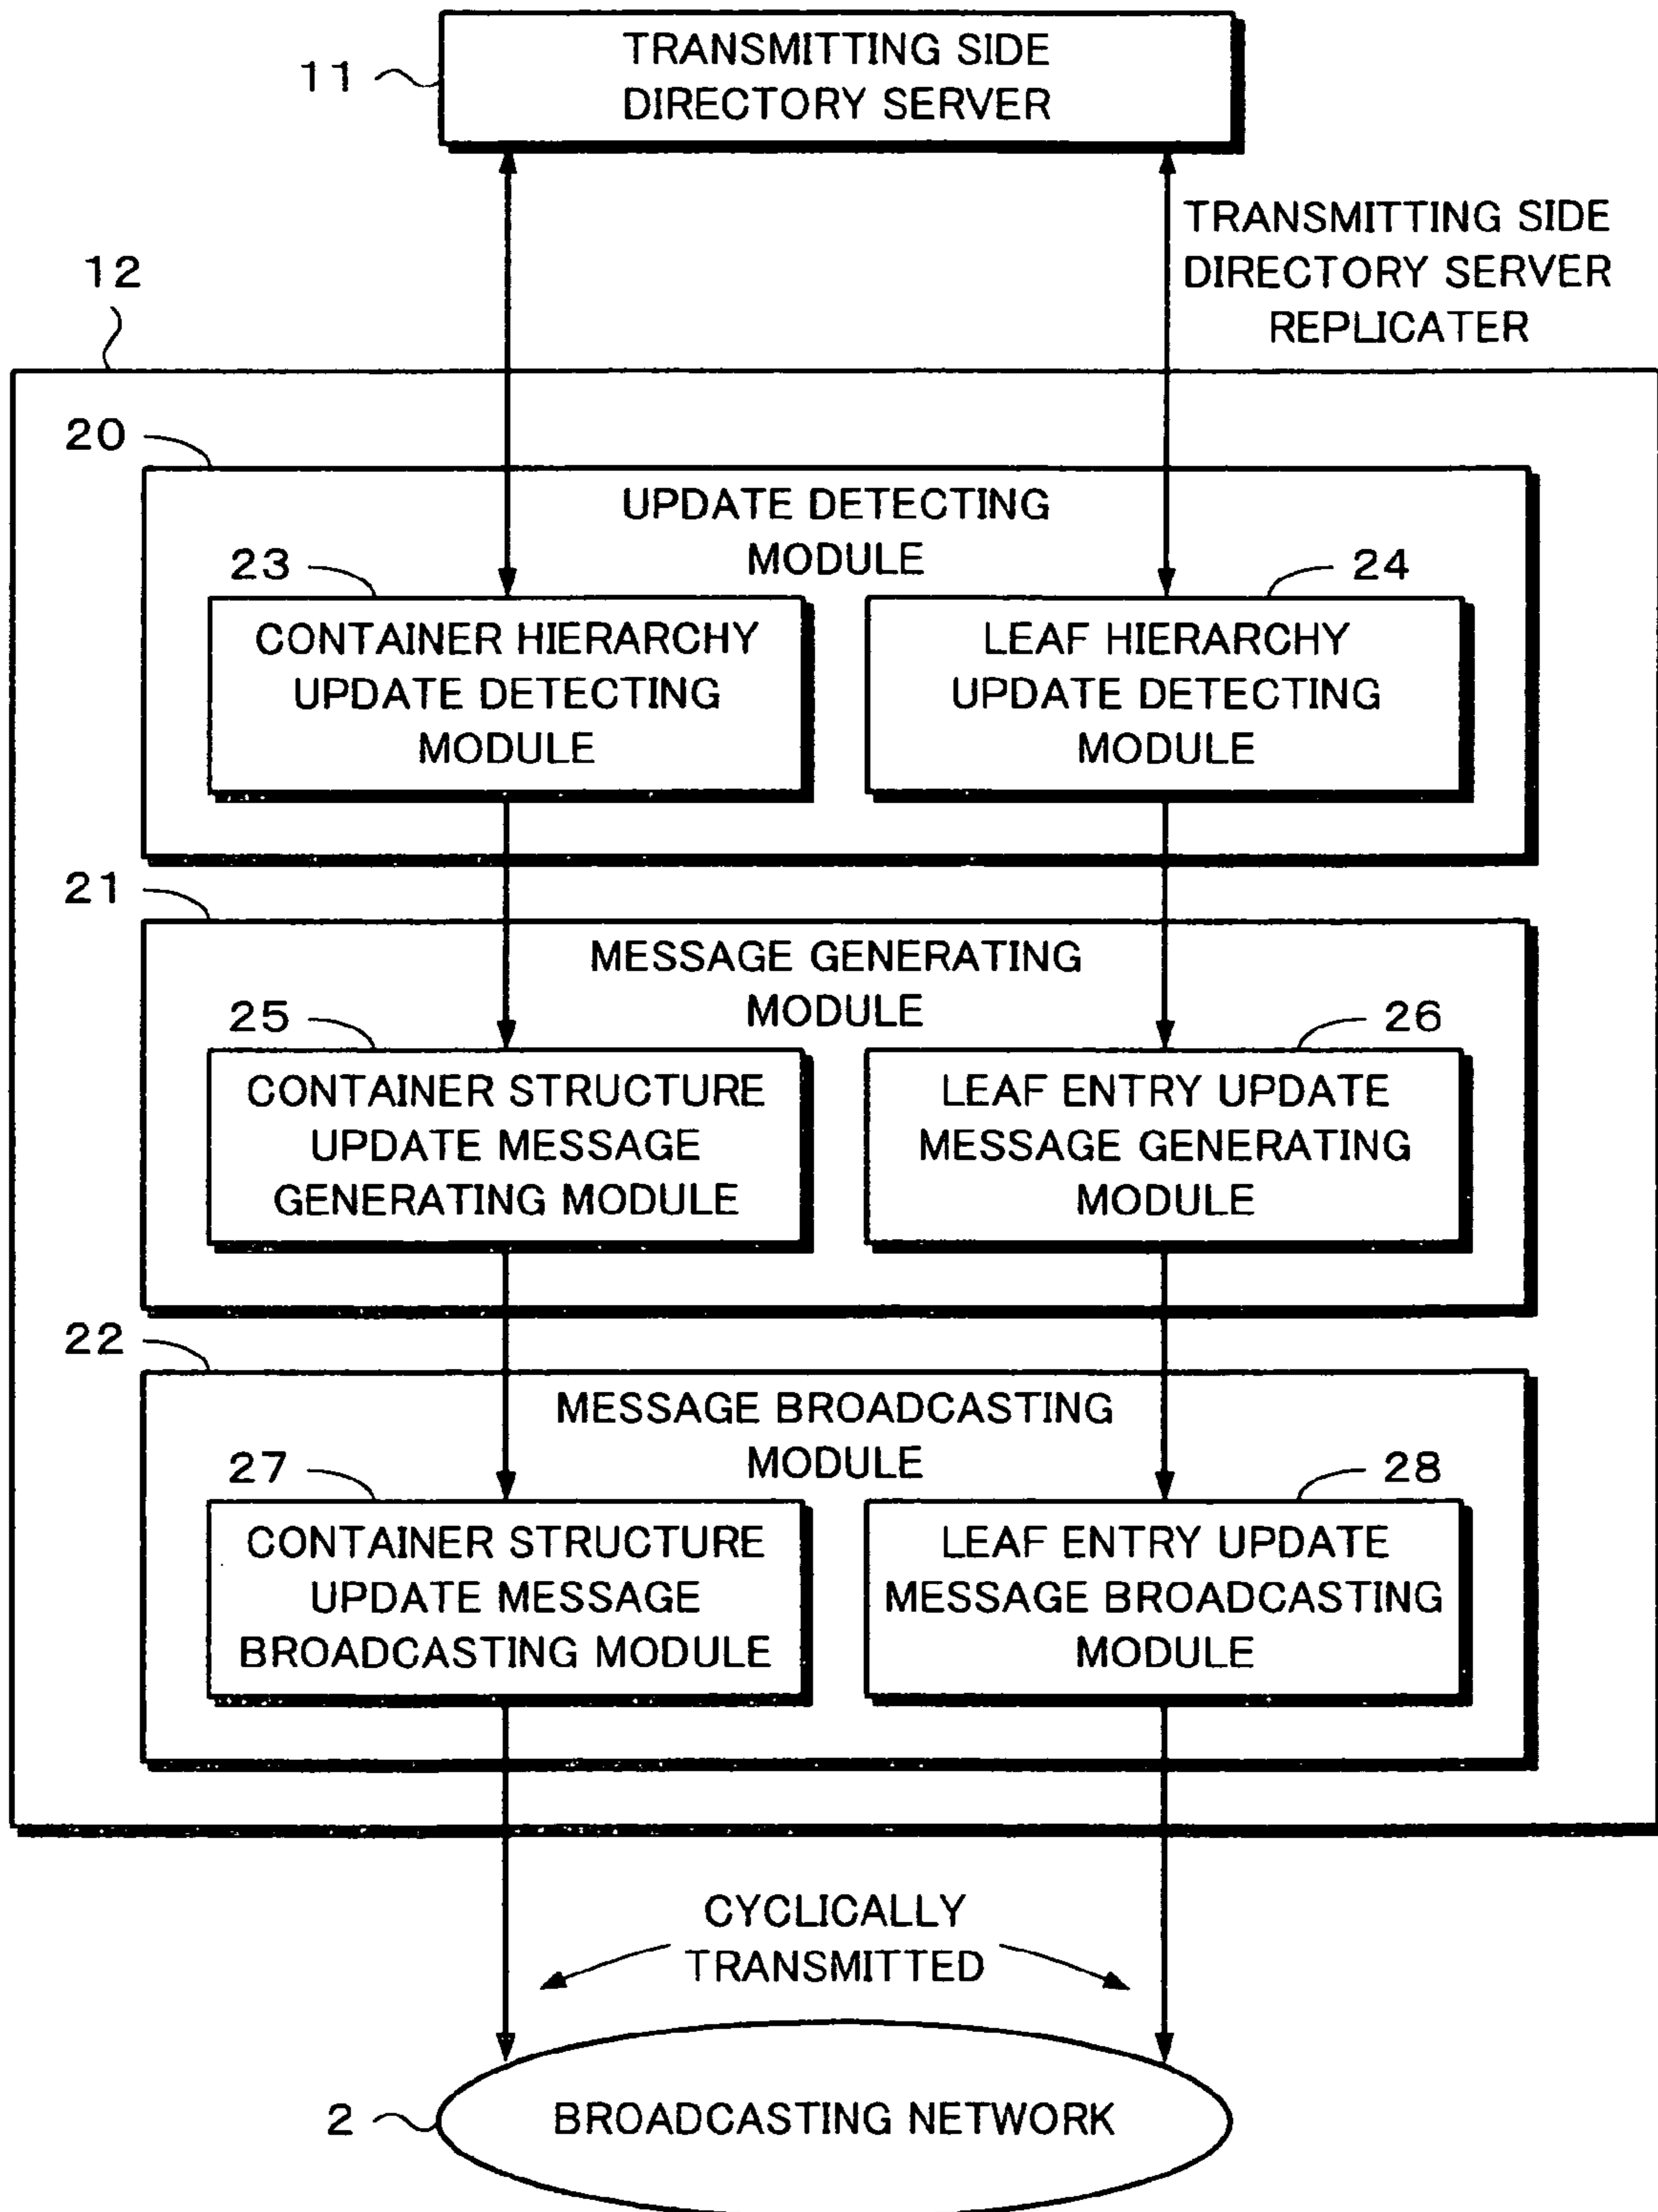 11
TRANSMITTING SIDE
DIRECTORY SERVER
TRANSMITTING SIDE
DIRECTORY SERVER
REPLICATER
12
20
UPDATE DETECTING
MODULE
23
24
CONTAINER HIERARCHY
UPDATE DETECTING
MODULE
LEAF HIERARCHY
UPDATE DETECTING
MODULE
21
MESSAGE GENERATING
MODULE
25
26
CONTAINER STRUCTURE
UPDATE MESSAGE
GENERATING MODULE
LEAF ENTRY UPDATE
MESSAGE GENERATING
MODULE
22
MESSAGE BROADCASTING
MODULE
27
28
CONTAINER STRUCTURE
UPDATE MESSAGE
BROADCASTING MODULE
LEAF ENTRY UPDATE
MESSAGE BROADCASTING
MODULE
CYCLICALLY
TRANSMITTED
2
BROADCASTING NETWORK